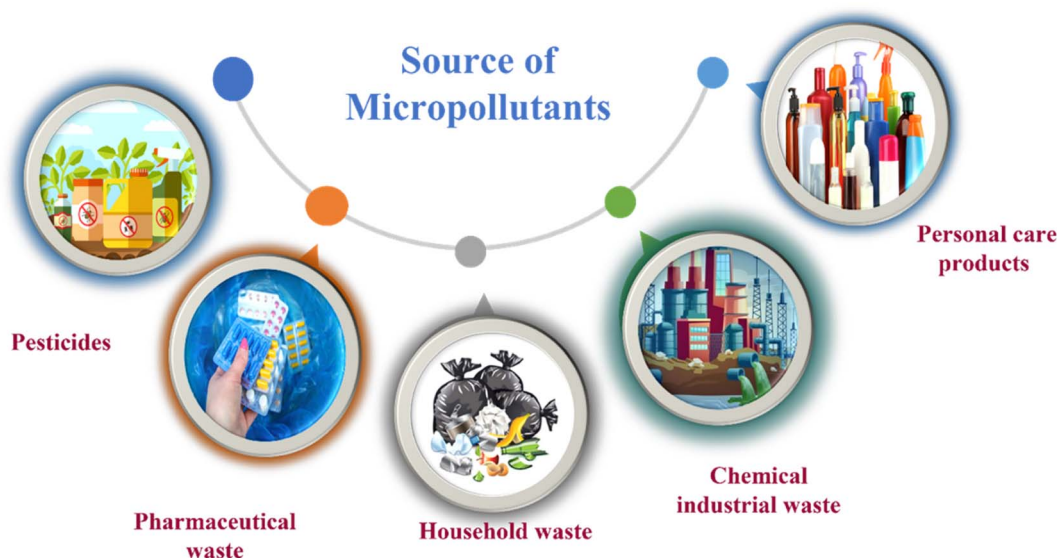 Source of
Micropollutants
Personal care
products
Pesticides
Chemical
industrial waste
Pharmaceutical
waste
Household waste